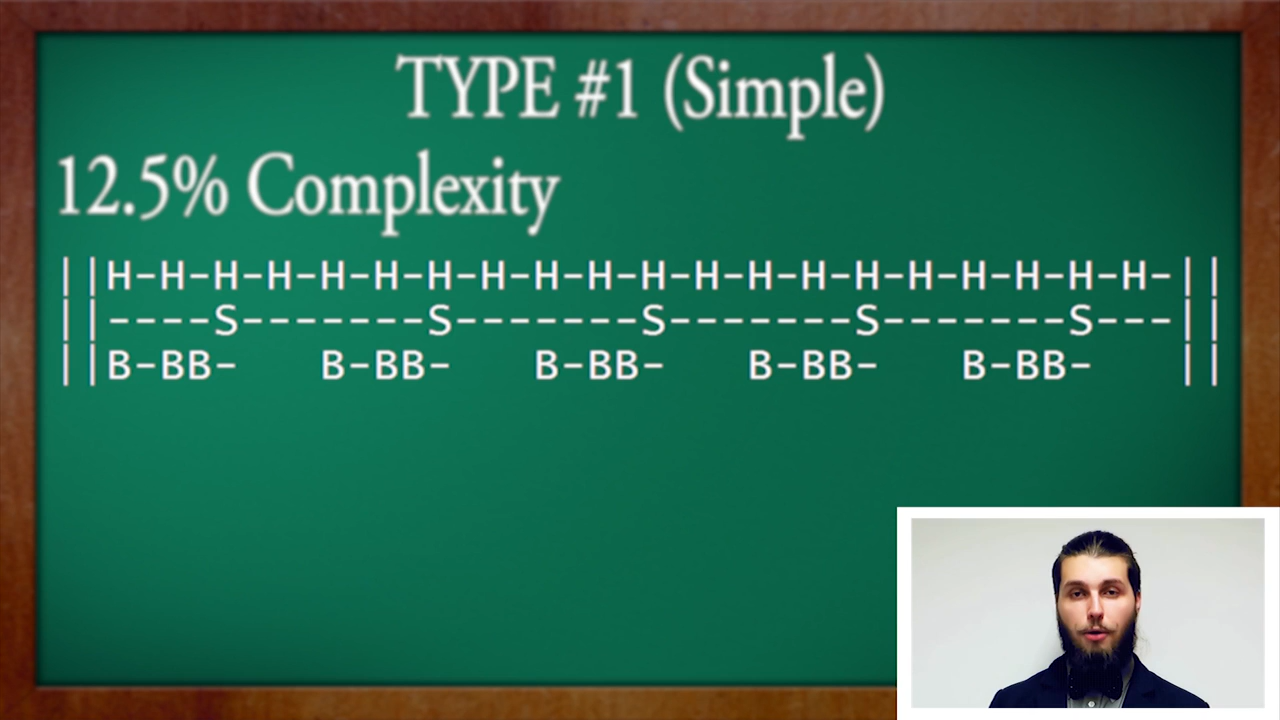 TYPE #1 (Simple)
12.5% Complexity
||H-H-H-H-H-H-H-H-H-H-H-H-H-H-H-H-H-H-H-H-||
||----S-------S-------S-------S-------S---||
||B-BB-   B-BB-   B-BB-   B-BB-   B-BB-   ||